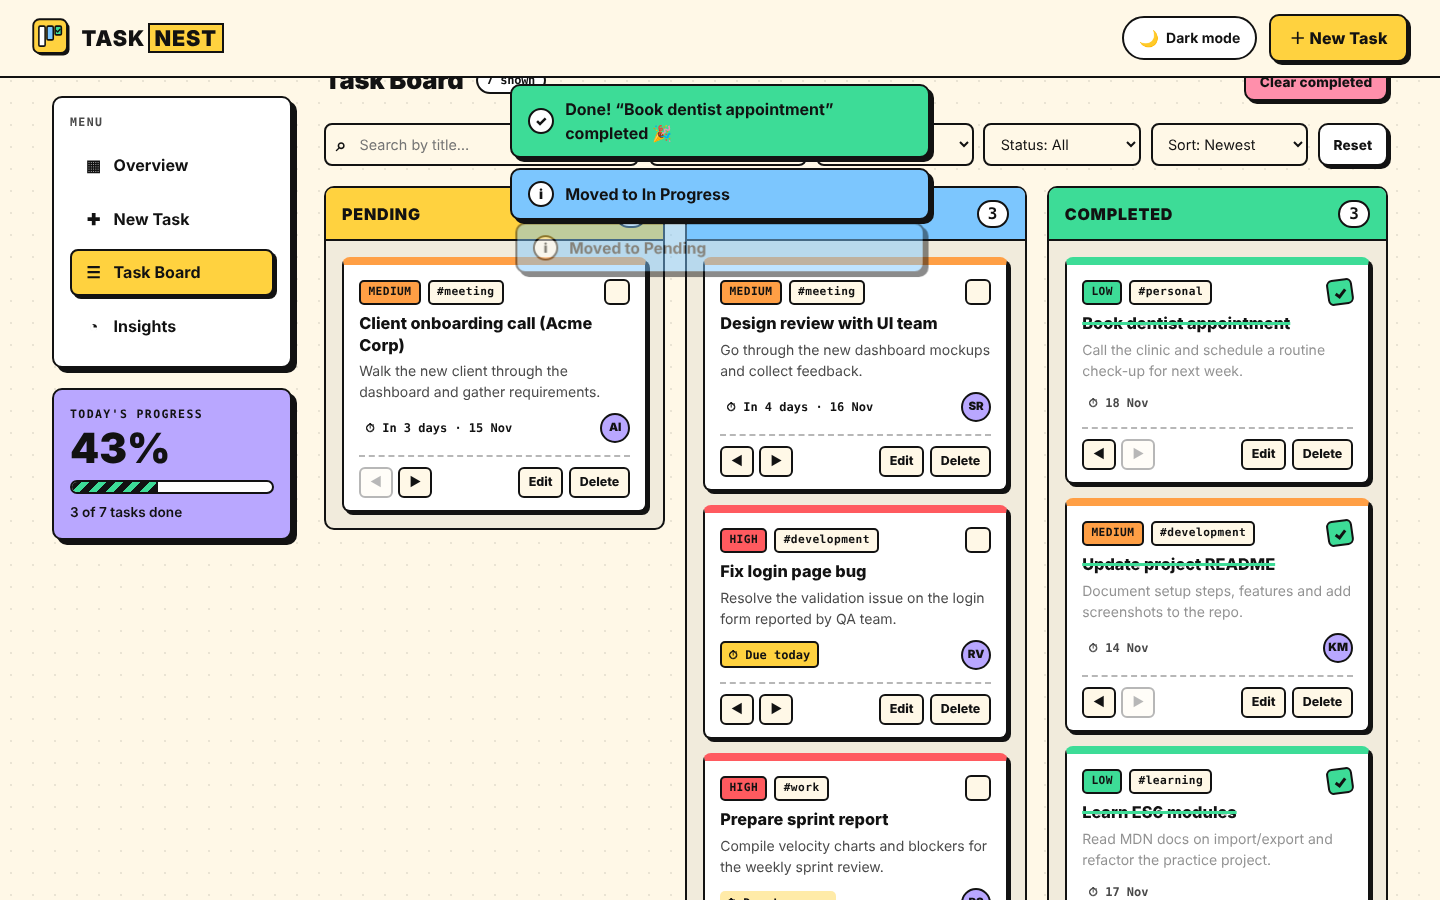 TASK NEST
🌙 Dark mode
+ New Task
Task Board
7 shown
Clear completed
MENU
Overview
New Task
Task Board
Insights
Done! “Book dentist appointment”
completed 🎉
Moved to In Progress
Moved to Pending
Search by title...
Status: All
Sort: Newest
Reset
TODAY'S PROGRESS
43%
3 of 7 tasks done
PENDING
MEDIUM #meeting
Client onboarding call (Acme
Corp)
Walk the new client through the
dashboard and gather requirements.
In 3 days · 15 Nov
AI
◀ ▶ Edit Delete
3
MEDIUM #meeting
Design review with UI team
Go through the new dashboard mockups
and collect feedback.
In 4 days · 16 Nov
SR
◀ ▶ Edit Delete
HIGH #development
Fix login page bug
Resolve the validation issue on the login
form reported by QA team.
Due today
RV
◀ ▶ Edit Delete
HIGH #work
Prepare sprint report
Compile velocity charts and blockers for
the weekly sprint review.
COMPLETED
3
LOW #personal
Book dentist appointment
Call the clinic and schedule a routine
check-up for next week.
18 Nov
◀ ▶ Edit Delete
MEDIUM #development
Update project README
Document setup steps, features and add
screenshots to the repo.
14 Nov
KM
◀ ▶ Edit Delete
LOW #learning
Learn ES6 modules
Read MDN docs on import/export and
refactor the practice project.
17 Nov